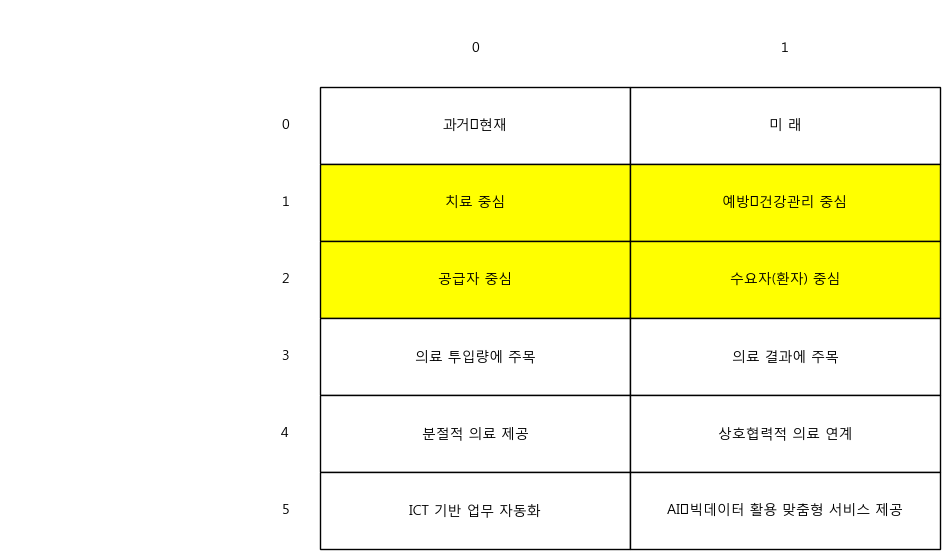 0 1
0 과거▯현재 미 래
1 치료 중심 예방▯건강관리 중심
2 공급자 중심 수요자(환자) 중심
3 의료 투입량에 주목 의료 결과에 주목
4 분절적 의료 제공 상호협력적 의료 연계
5 ICT 기반 업무 자동화 AI▯빅데이터 활용 맞춤형 서비스 제공